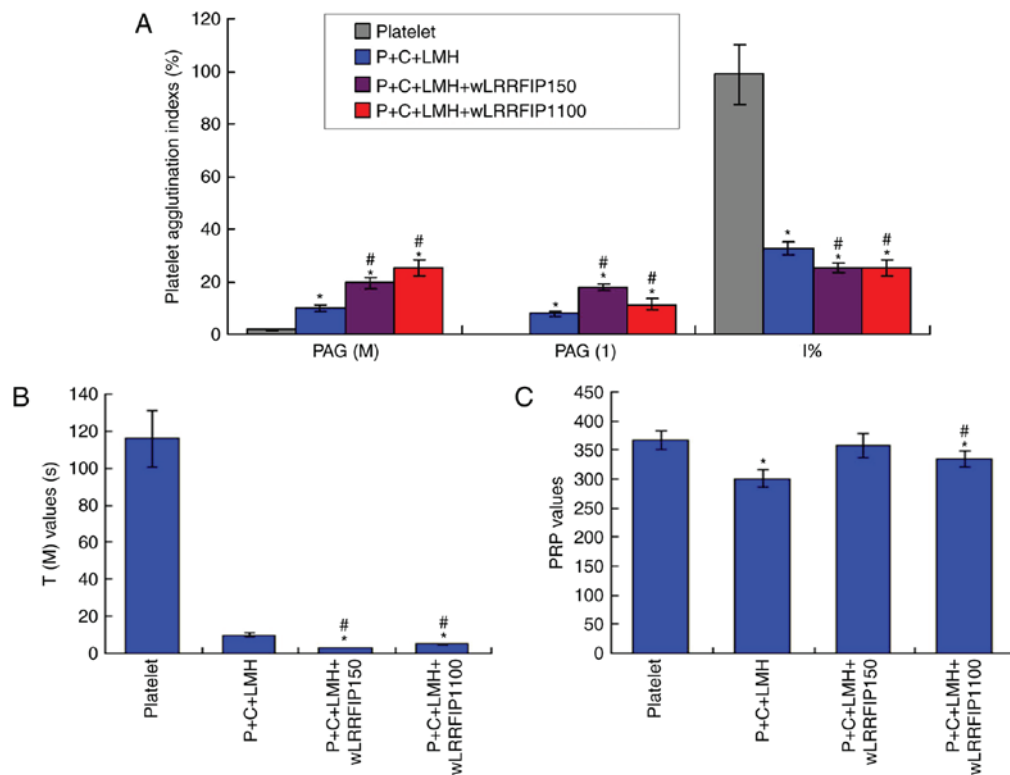 A
Platelet agglutination indexs (%)
120
100
80
60
40
20
0
Platelet
P+C+LMH
P+C+LMH+wLRRFIP150
P+C+LMH+wLRRFIP1100
*
#
*
#
*
*
#
*
#
*
*
#
*
#
*
PAG (M)
PAG (1)
I%
B
T (M) values (s)
140
120
100
80
60
40
20
0
#
*
#
*
Platelet
P+C+LMH
P+C+LMH+
wLRRFIP150
P+C+LMH+
wLRRFIP1100
C
PRP values
450
400
350
300
250
300
150
100
50
0
*
#
*
Platelet
P+C+LMH
P+C+LMH+
wLRRFIP150
P+C+LMH+
wLRRFIP1100